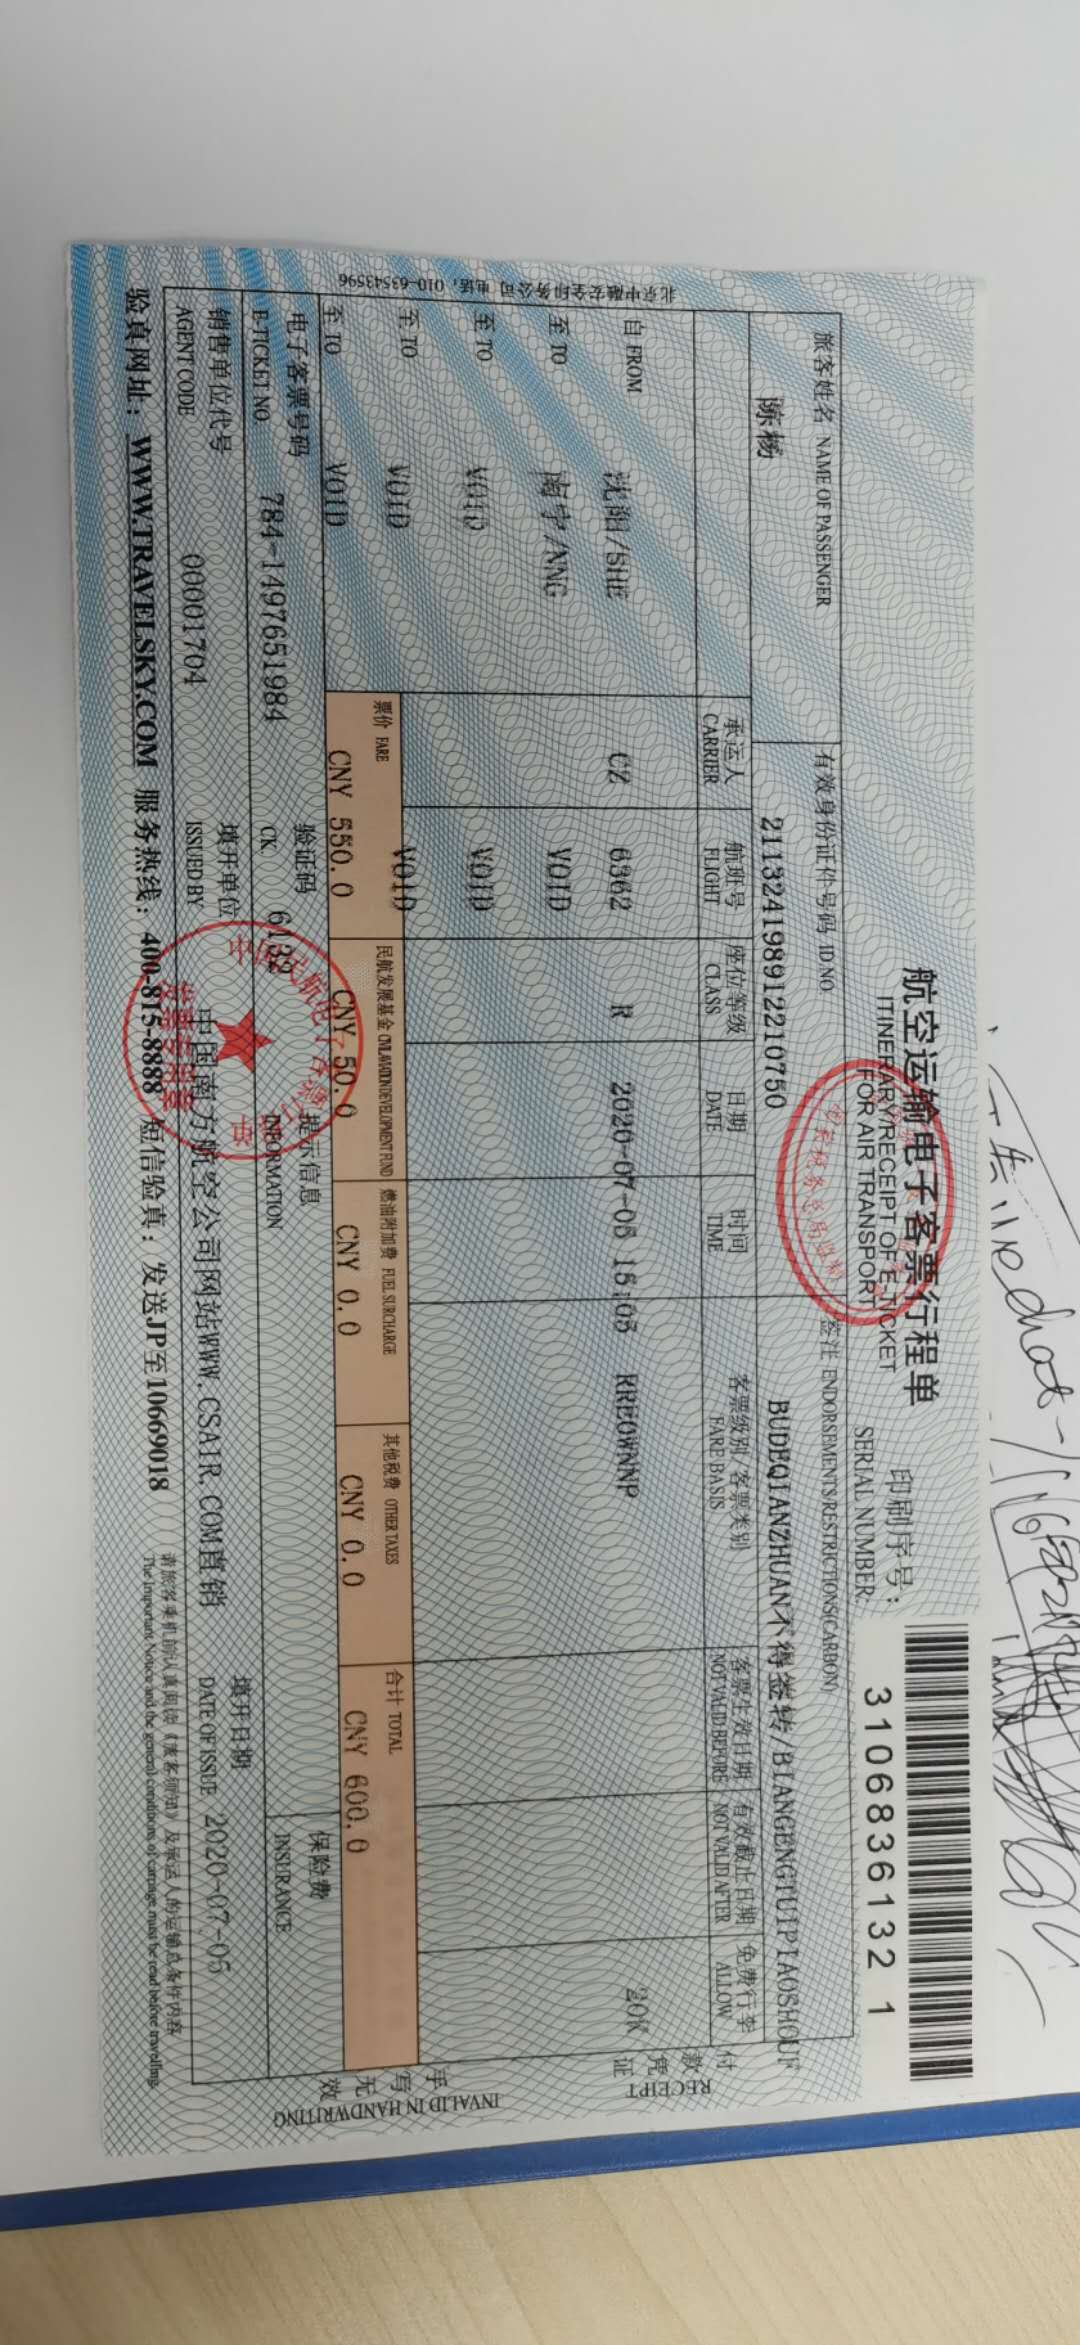 航空运输电子客票行程单
ITINERARY/RECEIPT OF E-TICKET
FOR AIR TRANSPORT
印刷序号:
SERIAL NUMBER:
31068361321
旅客姓名 NAME OF PASSENGER
有效身份证件号码 ID.NO
签注 ENDORSEMENTS/RESTRICTIONS(CARBON)
陈杨
211324198912210750
BUDEQIANZHUAN不得签转/BIANGENGTUIPIAOSHOUF
承运人 CARRIER
航班号 FLIGHT
座位等级 CLASS
日期 DATE
时间 TIME
客票级别/客票类别 FARE BASIS
客票生效日期 NOT VALID BEFORE
有效截止日期 NOT VALID AFTER
免费行李 ALLOW
自 FROM 沈阳/SHE CZ 6362 R 2020-07-05 15:05 RREOWNNP 20K
至 TO 南宁/NNG VOID
至 TO VOID VOID
至 TO VOID VOID
至 TO VOID
票价 FARE
民航发展基金 CIVIL AVIATION DEVELOPMENT FUND
燃油附加费 FUEL SURCHARGE
其他税费 OTHER TAXES
合计 TOTAL
CNY 550.0 CNY 50.0 CNY 0.0 CNY 0.0 CNY 600.0
电子客票号码 E-TICKET NO. 784-1497651984
验证码 CK. 6132
提示信息 INFORMATION
保险费 INSURANCE
销售单位代号 AGENT CODE 00001704
填开单位 ISSUED BY 中国南方航空公司网站WWW.CSAIR.COM直销
填开日期 DATE OF ISSUE 2020-07-05
验真网址: WWW.TRAVELSKY.COM 服务热线: 400-815-8888 短信验真: 发送JP至10669018
请旅客乘机前认真阅读《旅客须知》及承运人的运输总条件内容
The Important Notice and the general conditions of carriage must be read before travelling.
北京中融安全印务公司 电话: 010-63543596
付款凭证
RECEIPT
手写无效
INVALID IN HANDWRITING